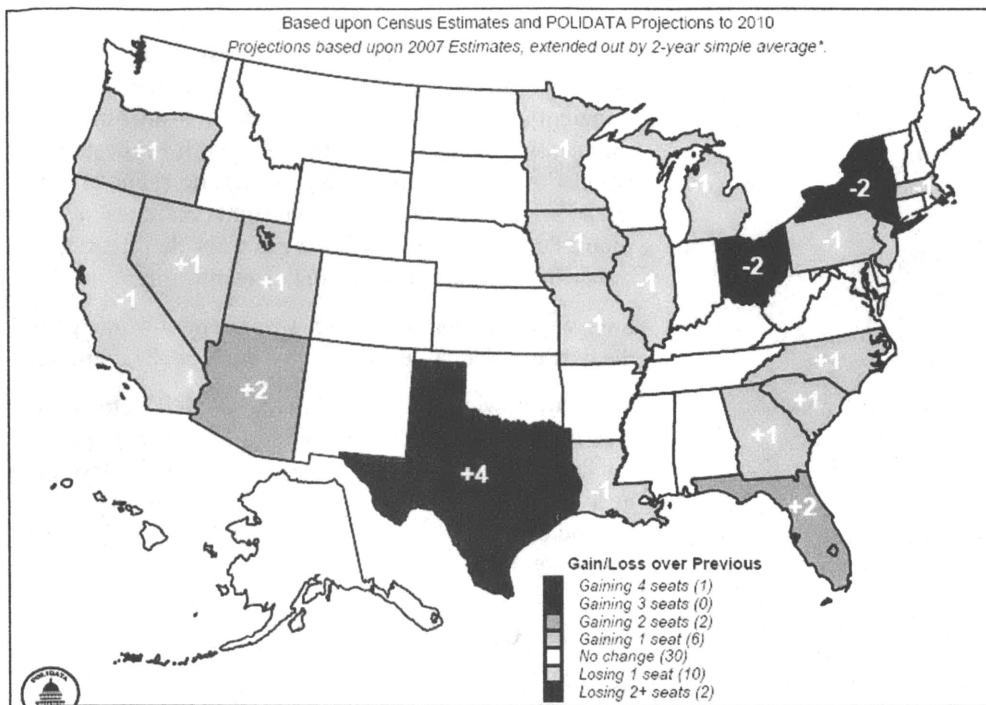 Based upon Census Estimates and POLIDATA Projections to 2010
Projections based upon 2007 Estimates, extended out by 2-year simple average*.
+1
-1
-1
-2
-1
-1
-1
-2
+1
+1
-1
-1
-1
+2
+1
+1
+1
+4
-1
+2
Gain/Loss over Previous
Gaining 4 seats (1)
Gaining 3 seats (0)
Gaining 2 seats (2)
Gaining 1 seat (6)
No change (30)
Losing 1 seat (10)
Losing 2+ seats (2)
POLIDATA